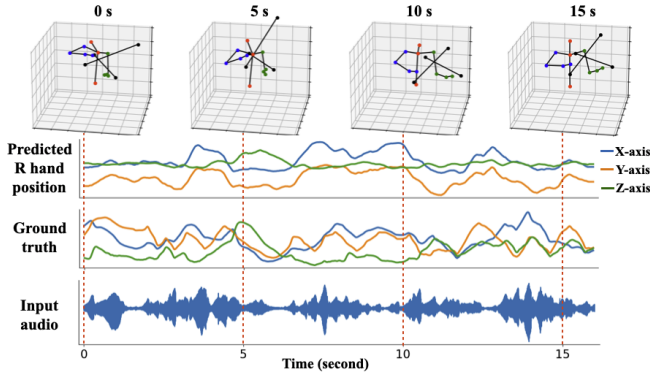 0 s
5 s
10 s
15 s
Predicted
R hand
position
X-axis
Y-axis
Z-axis
Ground
truth
Input
audio
0
5
10
15
Time (second)